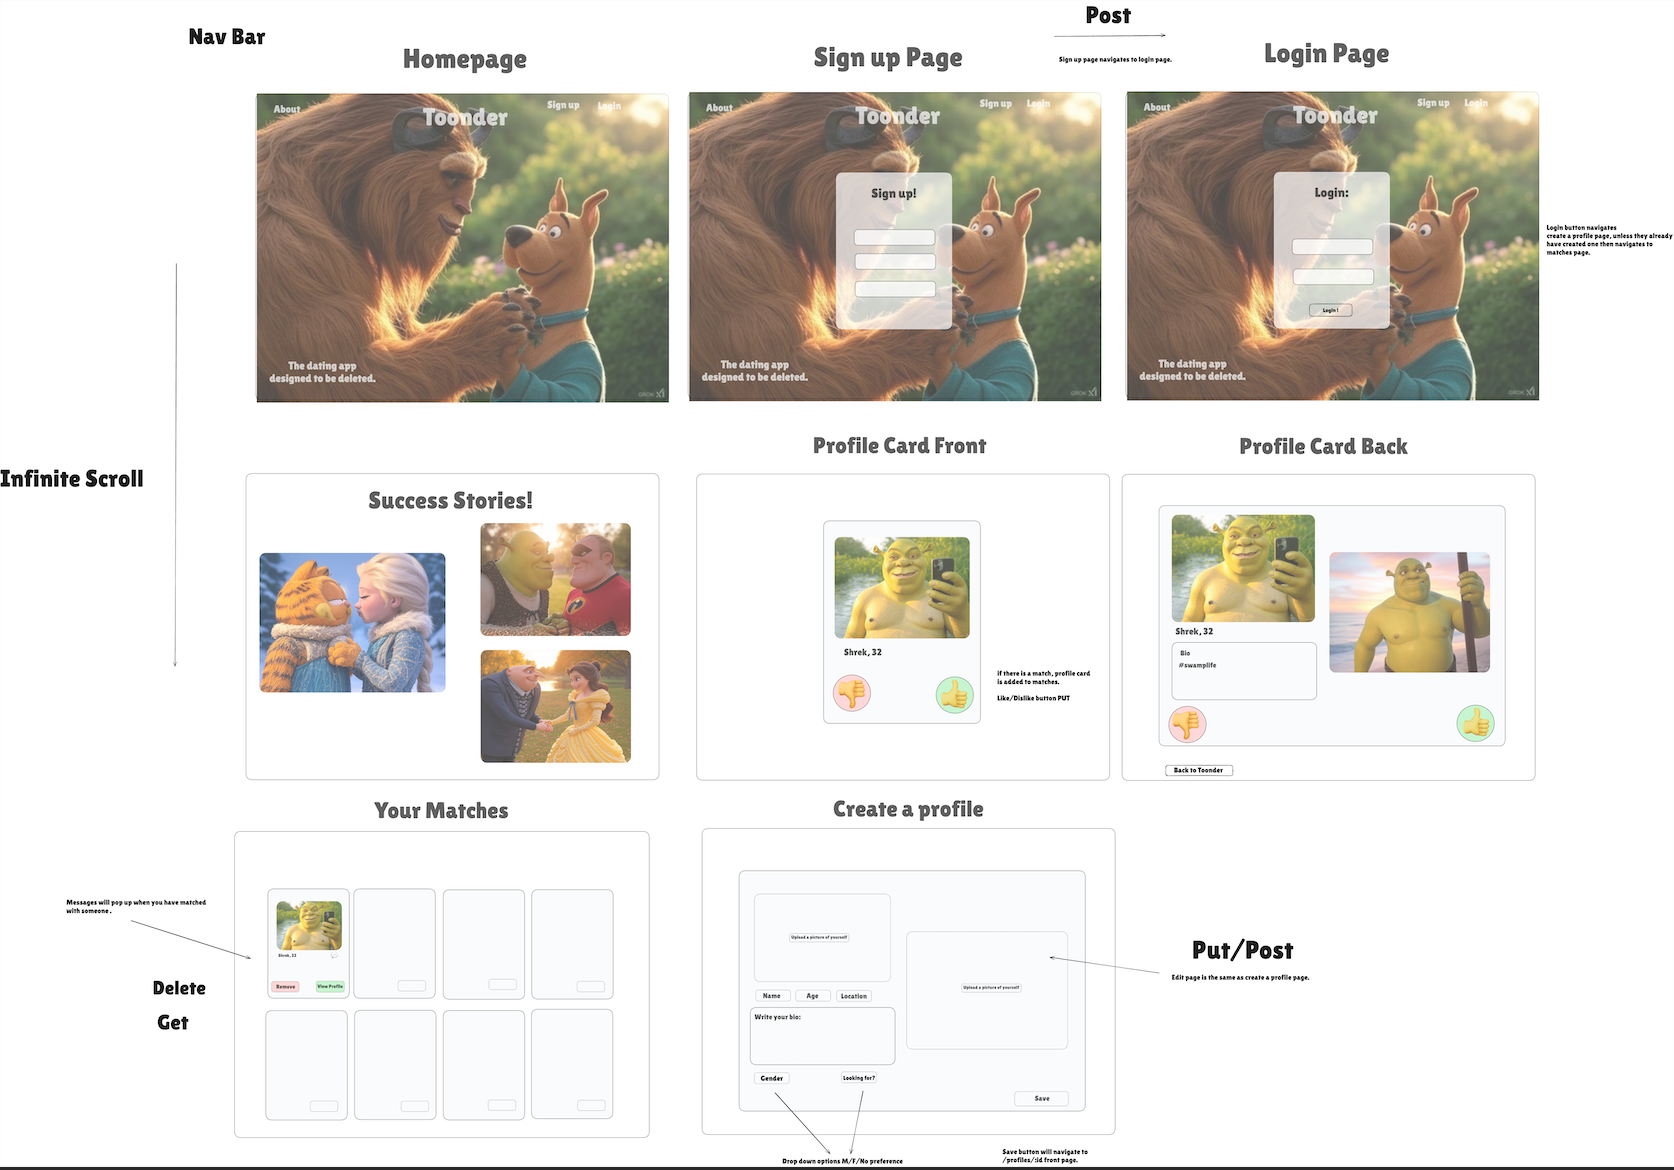 Nav Bar
Post
Sign up page navigates to login page.
Homepage
Sign up Page
Login Page
About
Sign up
Login
Toonder
The dating app
designed to be deleted.
GROK xI
About
Sign up
Login
Toonder
Sign up!
The dating app
designed to be deleted.
GROK xI
About
Sign up
Login
Toonder
Login:
Login !
The dating app
designed to be deleted.
GROK xI
Login button navigates
create a profile page, unless they already
have created one then navigates to
matches page.
Infinite Scroll
Success Stories!
Profile Card Front
Shrek, 32
if there is a match, profile card
is added to matches.
Like/Dislike button PUT
Profile Card Back
Shrek, 32
Bio
#swamplife
Back to Toonder
Your Matches
Messages will pop up when you have matched
with someone .
Delete
Get
Shrek, 32
Remove
View Profile
Create a profile
Upload a picture of yourself
Upload a picture of yourself
Name
Age
Location
Write your bio:
Gender
Looking for?
Save
Put/Post
Edit page is the same as create a profile page.
Drop down options M/F/No preference
Save button will navigate to
/profiles/:id front page.